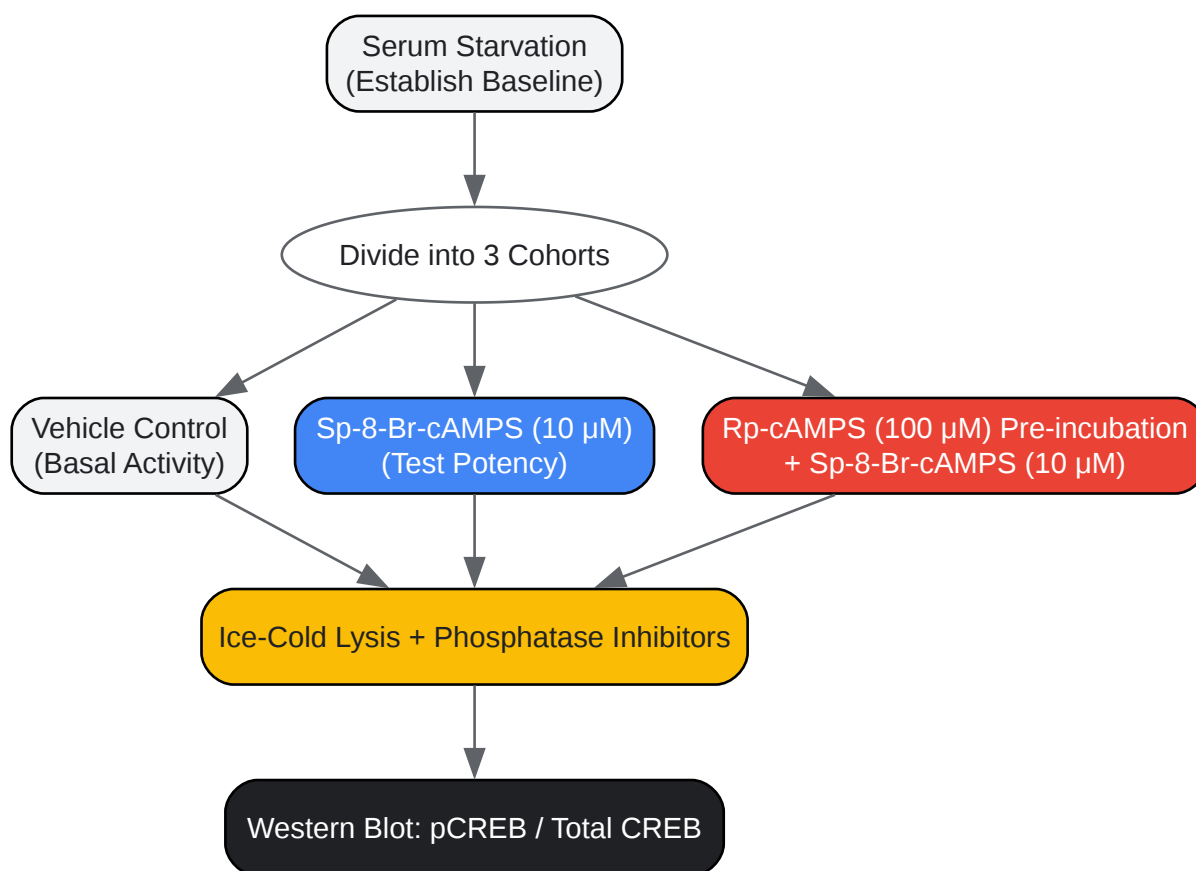 Serum Starvation
(Establish Baseline)
Divide into 3 Cohorts
Vehicle Control
(Basal Activity)
Sp-8-Br-cAMPS (10 μM)
(Test Potency)
Rp-cAMPS (100 μM) Pre-incubation
+ Sp-8-Br-cAMPS (10 μM)
Ice-Cold Lysis + Phosphatase Inhibitors
Western Blot: pCREB / Total CREB